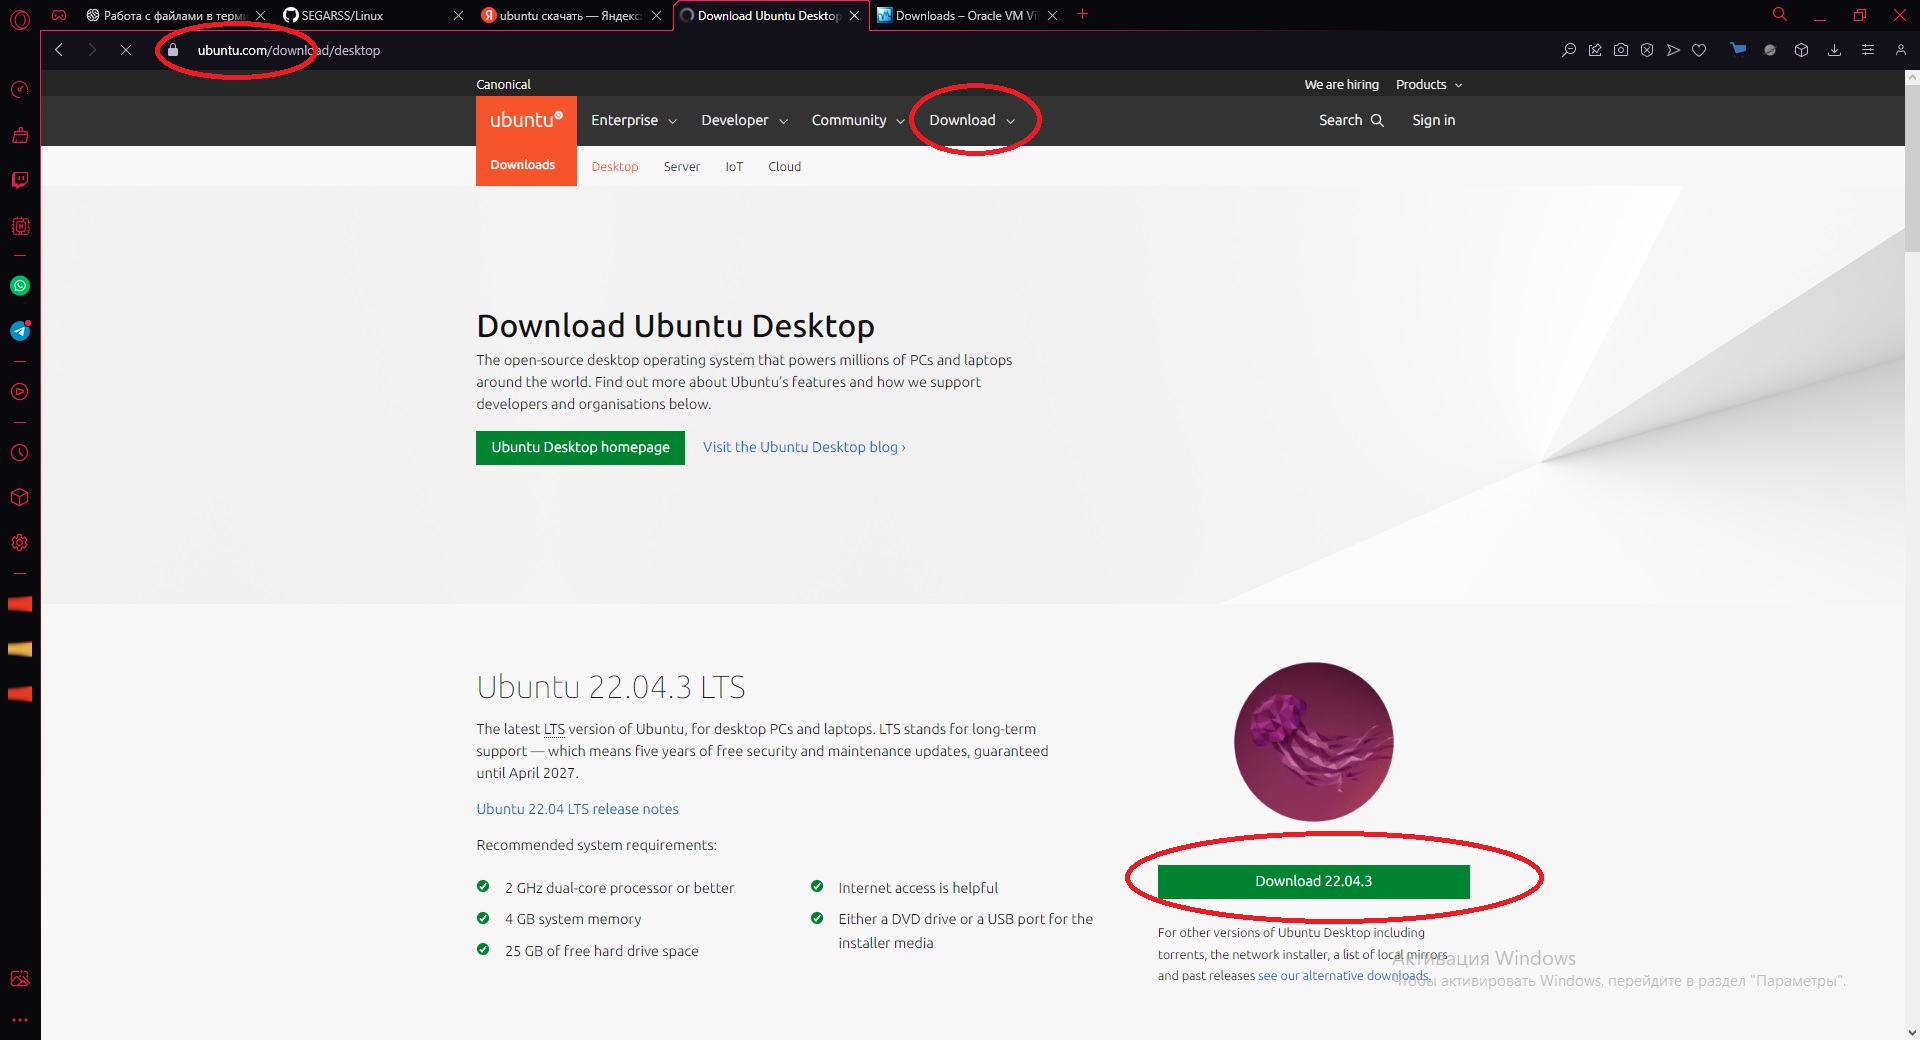 Работа с файлами в терми
SEGARSS/Linux
ubuntu скачать — Яндекс
Download Ubuntu Desktop
Downloads – Oracle VM Vi
ubuntu.com/download/desktop
Canonical
We are hiring
Products
ubuntu
Enterprise
Developer
Community
Download
Search
Sign in
Downloads
Desktop
Server
IoT
Cloud
Download Ubuntu Desktop
The open-source desktop operating system that powers millions of PCs and laptops
around the world. Find out more about Ubuntu's features and how we support
developers and organisations below.
Ubuntu Desktop homepage
Visit the Ubuntu Desktop blog ›
Ubuntu 22.04.3 LTS
The latest LTS version of Ubuntu, for desktop PCs and laptops. LTS stands for long-term
support — which means five years of free security and maintenance updates, guaranteed
until April 2027.
Ubuntu 22.04 LTS release notes
Recommended system requirements:
2 GHz dual-core processor or better
4 GB system memory
25 GB of free hard drive space
Internet access is helpful
Either a DVD drive or a USB port for the
installer media
Download 22.04.3
For other versions of Ubuntu Desktop including
torrents, the network installer, a list of local mirrors
and past releases see our alternative downloads.
Активация Windows
Чтобы активировать Windows, перейдите в раздел "Параметры".